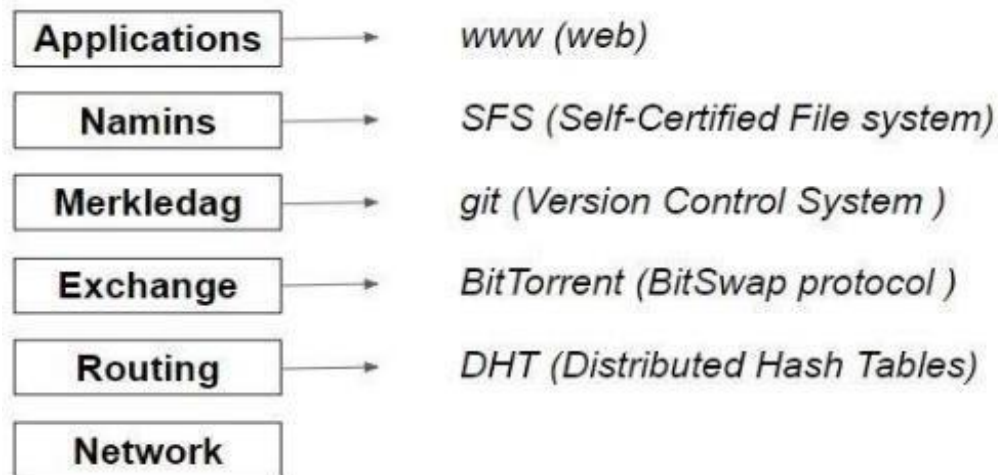 Applications www (web)
Namins SFS (Self-Certified File system)
Merkledag git (Version Control System )
Exchange BitTorrent (BitSwap protocol )
Routing DHT (Distributed Hash Tables)
Network